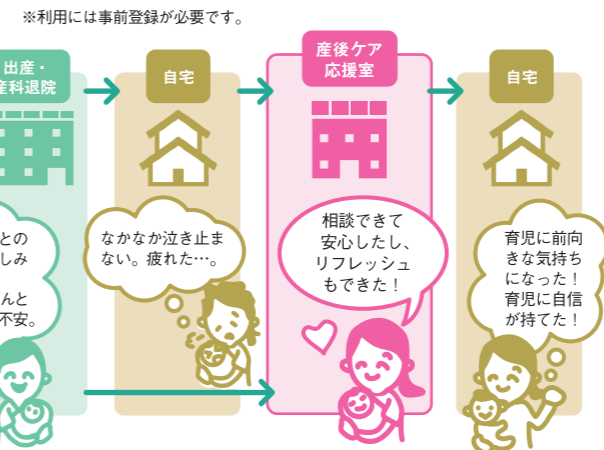 ※利用には事前登録が必要です。
出産・
産科退院
自宅
産後ケア
応援室
自宅
との
しみ
んと
不安。
なかなか泣き止ま
ない。疲れた…。
相談できて
安心したし、
リフレッシュ
もできた！
育児に前向
きな気持ち
になった！
育児に自信
が持てた！